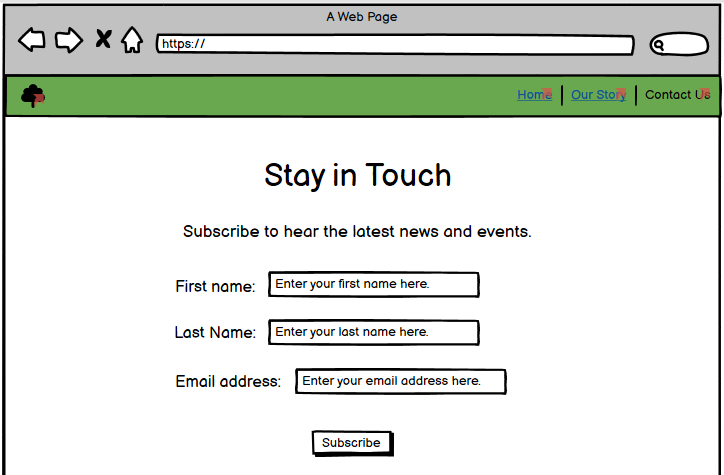 A Web Page
https://
Home Our Story Contact Us
Stay in Touch
Subscribe to hear the latest news and events.
First name: Enter your first name here.
Last Name: Enter your last name here.
Email address: Enter your email address here.
Subscribe